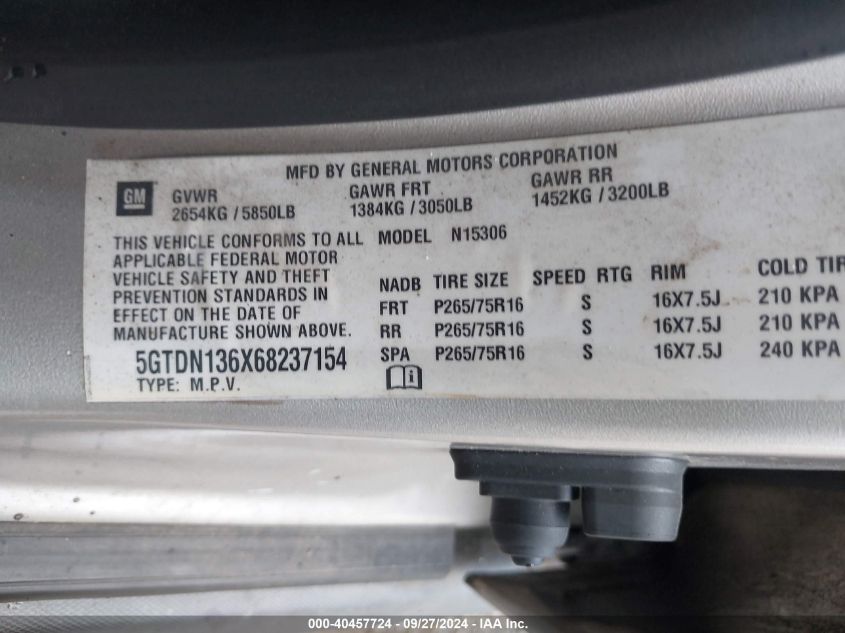 MFD BY GENERAL MOTORS CORPORATION
GM
GVWR GAWR FRT GAWR RR
2654KG / 5850LB 1384KG / 3050LB 1452KG / 3200LB
THIS VEHICLE CONFORMS TO ALL
APPLICABLE FEDERAL MOTOR
VEHICLE SAFETY AND THEFT
PREVENTION STANDARDS IN
EFFECT ON THE DATE OF
MANUFACTURE SHOWN ABOVE.
5GTDN136X68237154
TYPE: M.P.V.
MODEL N15306
NADB TIRE SIZE SPEED RTG RIM COLD TIR
FRT P265/75R16 S 16X7.5J 210 KPA
RR P265/75R16 S 16X7.5J 210 KPA
SPA P265/75R16 S 16X7.5J 240 KPA
000-40457724 - 09/27/2024 - IAA Inc.